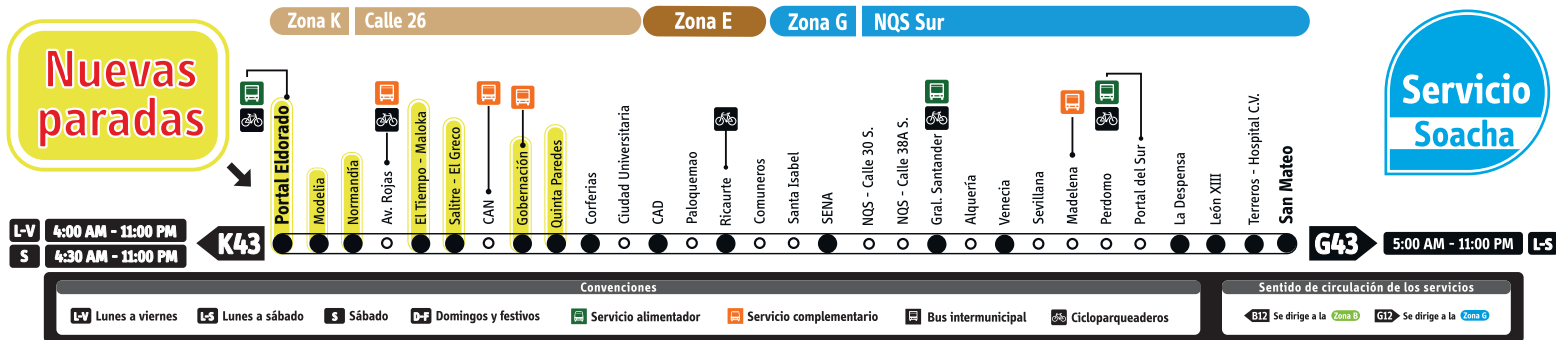 Nuevas
paradas
Zona K
Calle 26
Zona E
Zona G
NQS Sur
Servicio
Soacha
Portal Eldorado
Modelia
Normandía
Av. Rojas
El Tiempo - Maloka
Salitre - El Greco
CAN
Gobernación
Quinta Paredes
Corferias
Ciudad Universitaria
CAD
Paloquemao
Ricaurte
Comuneros
Santa Isabel
SENA
NQS - Calle 30 S.
NQS - Calle 38A S.
Gral. Santander
Alquería
Venecia
Sevillana
Madelena
Perdomo
Portal del Sur
La Despensa
León XIII
Terreros - Hospital C.V.
San Mateo
L-V 4:00 AM - 11:00 PM
S 4:30 AM - 11:00 PM
K43
G43
5:00 AM - 11:00 PM L-S
Convenciones
L-V Lunes a viernes
L-S Lunes a sábado
S Sábado
D-F Domingos y festivos
Servicio alimentador
Servicio complementario
Bus intermunicipal
Cicloparqueaderos
Sentido de circulación de los servicios
B12 Se dirige a la Zona B
G12 Se dirige a la Zona G